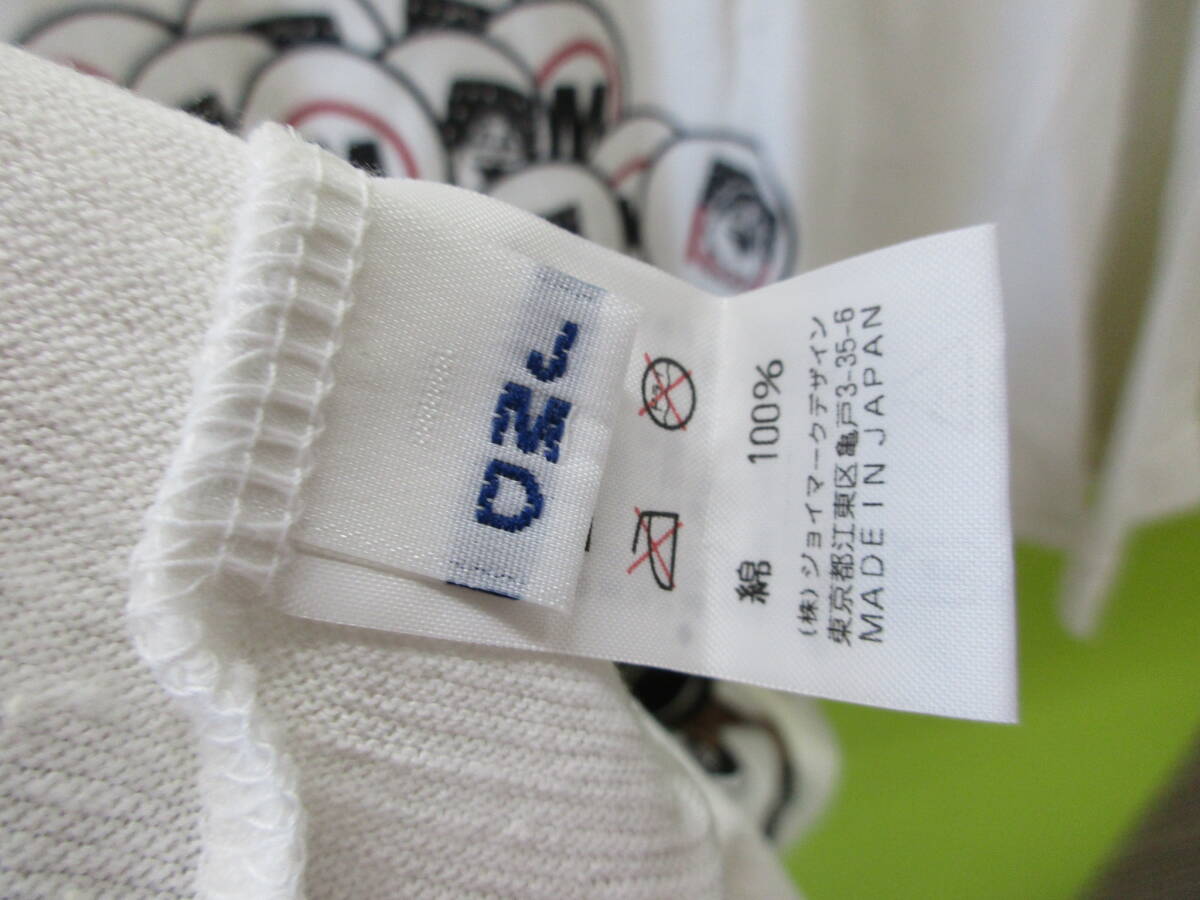 綿 100%
(株)ジョイマークデザイン
東京都江東区亀戸3-35-6
MADE IN JAPAN